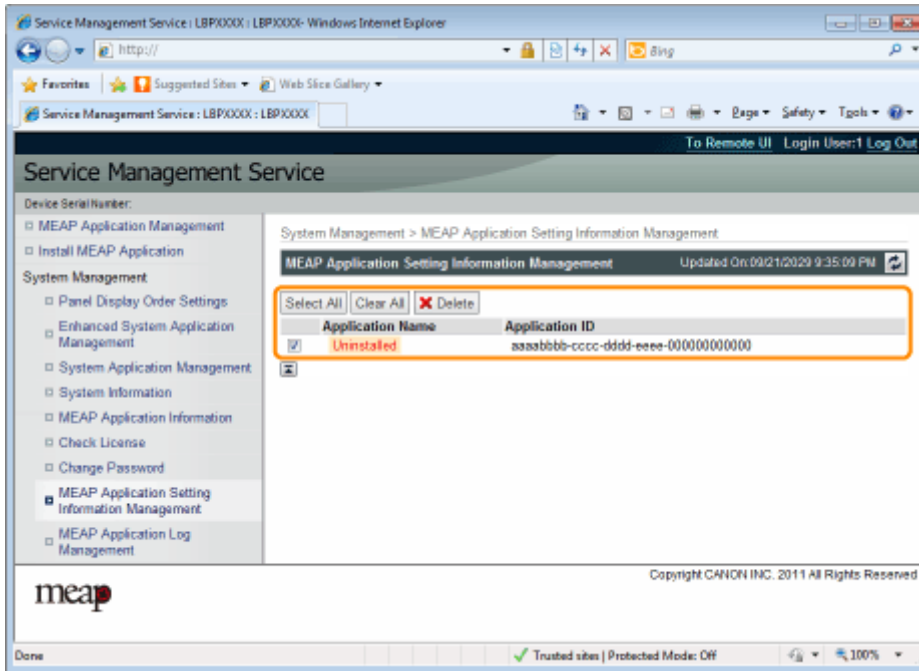 Service Management Service : LBPXXXX : LBPXXXX- Windows Internet Explorer
http://
Bing
Favorites Suggested Sites Web Slice Gallery
Service Management Service : LBPXXXX : LBPXXXX
Page Safety Tools
To Remote UI Login User:1 Log Out
Service Management Service
Device Serial Number:
MEAP Application Management
Install MEAP Application
System Management
Panel Display Order Settings
Enhanced System Application
Management
System Application Management
System Information
MEAP Application Information
Check License
Change Password
MEAP Application Setting
Information Management
MEAP Application Log
Management
System Management > MEAP Application Setting Information Management
MEAP Application Setting Information Management Updated On:09/21/2029 9:35:09 PM
Select All Clear All Delete
Application Name Application ID
Uninstalled aaaabbbb-cccc-dddd-eeee-000000000000
Copyright CANON INC. 2011 All Rights Reserved
meap
Done Trusted sites | Protected Mode: Off 100%